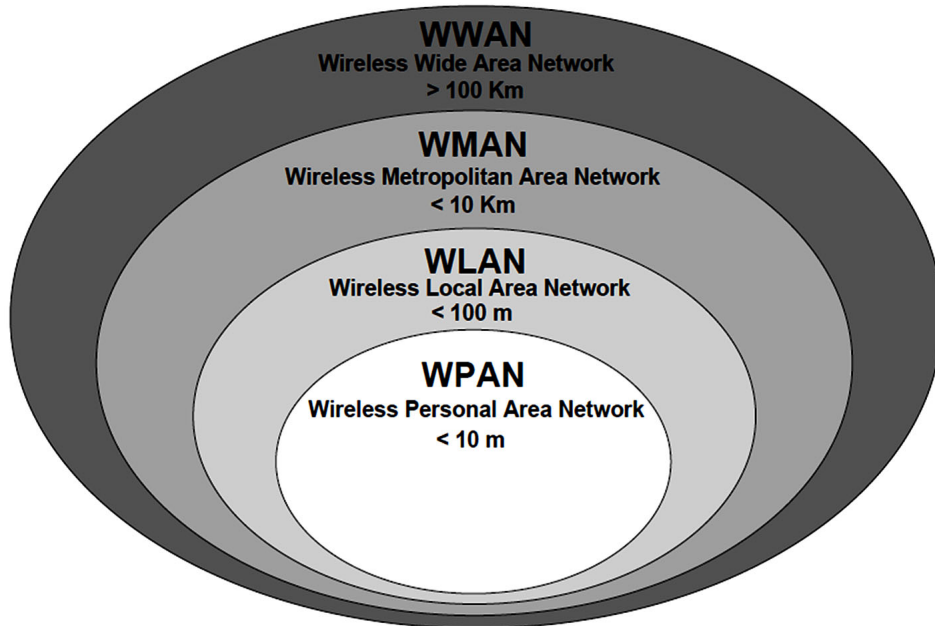 WWAN
Wireless Wide Area Network
> 100 Km
WMAN
Wireless Metropolitan Area Network
< 10 Km
WLAN
Wireless Local Area Network
< 100 m
WPAN
Wireless Personal Area Network
< 10 m